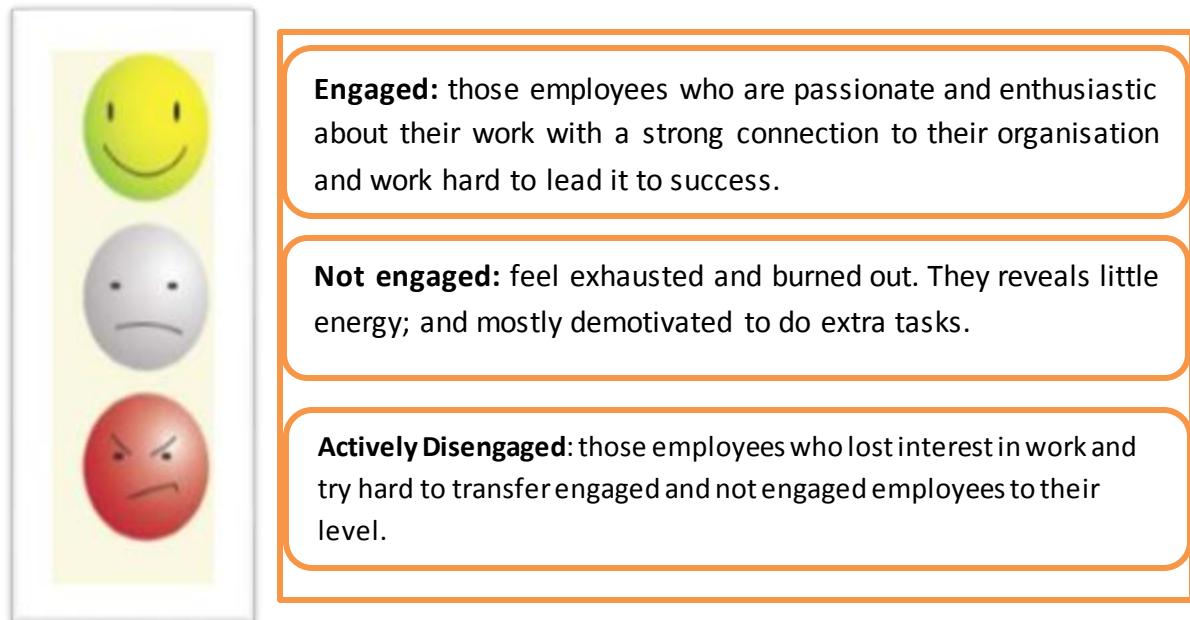 Engaged: those employees who are passionate and enthusiastic
about their work with a strong connection to their organisation
and work hard to lead it to success.
Not engaged: feel exhausted and burned out. They reveals little
energy; and mostly demotivated to do extra tasks.
Actively Disengaged: those employees who lost interest in work and
try hard to transfer engaged and not engaged employees to their
level.